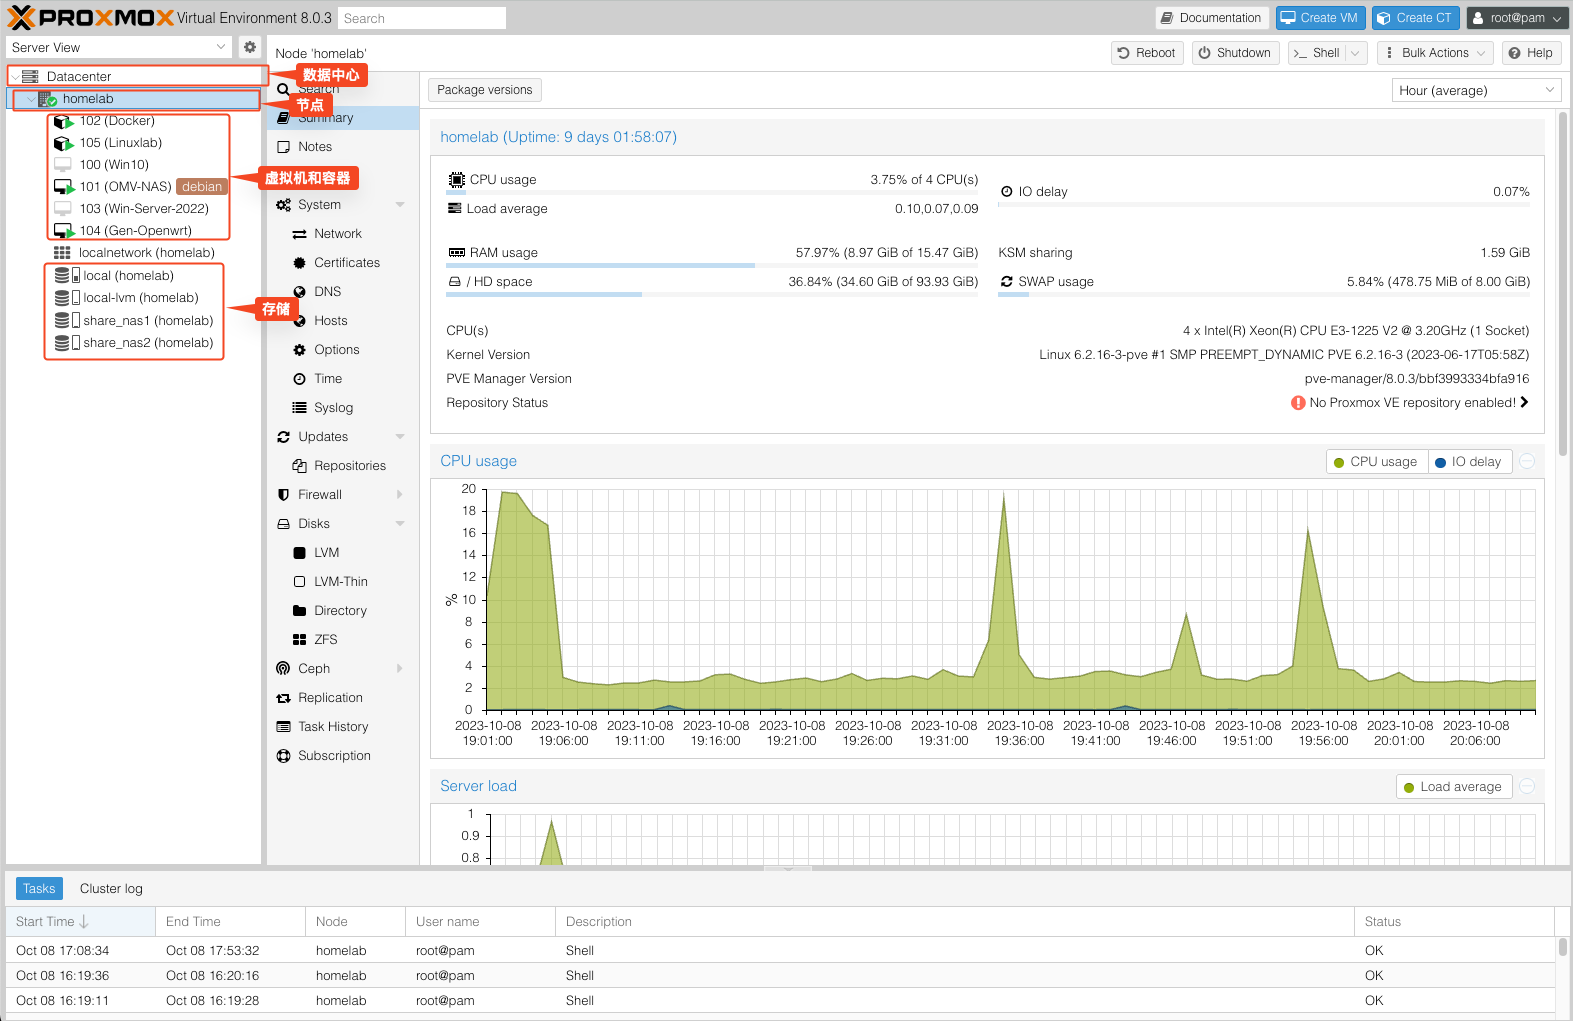 PROXMOX Virtual Environment 8.0.3 Search
Documentation Create VM Create CT root@pam
Server View
Node 'homelab'
Reboot Shutdown Shell Bulk Actions Help
Datacenter
数据中心
homelab
节点
102 (Docker)
105 (Linuxlab)
100 (Win10)
101 (OMV-NAS) debian
103 (Win-Server-2022)
104 (Gen-Openwrt)
虚拟机和容器
localnetwork (homelab)
local (homelab)
local-lvm (homelab)
share_nas1 (homelab)
share_nas2 (homelab)
存储
Search
Summary
Notes
System
Network
Certificates
DNS
Hosts
Options
Time
Syslog
Updates
Repositories
Firewall
Disks
LVM
LVM-Thin
Directory
ZFS
Ceph
Replication
Task History
Subscription
Package versions
Hour (average)
homelab (Uptime: 9 days 01:58:07)
CPU usage 3.75% of 4 CPU(s)
IO delay 0.07%
Load average 0.10,0.07,0.09
RAM usage 57.97% (8.97 GiB of 15.47 GiB)
KSM sharing 1.59 GiB
/ HD space 36.84% (34.60 GiB of 93.93 GiB)
SWAP usage 5.84% (478.75 MiB of 8.00 GiB)
CPU(s) 4 x Intel(R) Xeon(R) CPU E3-1225 V2 @ 3.20GHz (1 Socket)
Kernel Version Linux 6.2.16-3-pve #1 SMP PREEMPT_DYNAMIC PVE 6.2.16-3 (2023-06-17T05:58Z)
PVE Manager Version pve-manager/8.0.3/bbf3993334bfa916
Repository Status No Proxmox VE repository enabled!
CPU usage
CPU usage IO delay
20
18
16
14
12
% 10
8
6
4
2
0
2023-10-08 2023-10-08 2023-10-08 2023-10-08 2023-10-08 2023-10-08 2023-10-08 2023-10-08 2023-10-08 2023-10-08 2023-10-08 2023-10-08 2023-10-08 2023-10-08
19:01:00 19:06:00 19:11:00 19:16:00 19:21:00 19:26:00 19:31:00 19:36:00 19:41:00 19:46:00 19:51:00 19:56:00 20:01:00 20:06:00
Server load
Load average
1
0.9
0.8
Tasks Cluster log
Start Time End Time Node User name Description Status
Oct 08 17:08:34 Oct 08 17:53:32 homelab root@pam Shell OK
Oct 08 16:19:36 Oct 08 16:20:16 homelab root@pam Shell OK
Oct 08 16:19:11 Oct 08 16:19:28 homelab root@pam Shell OK